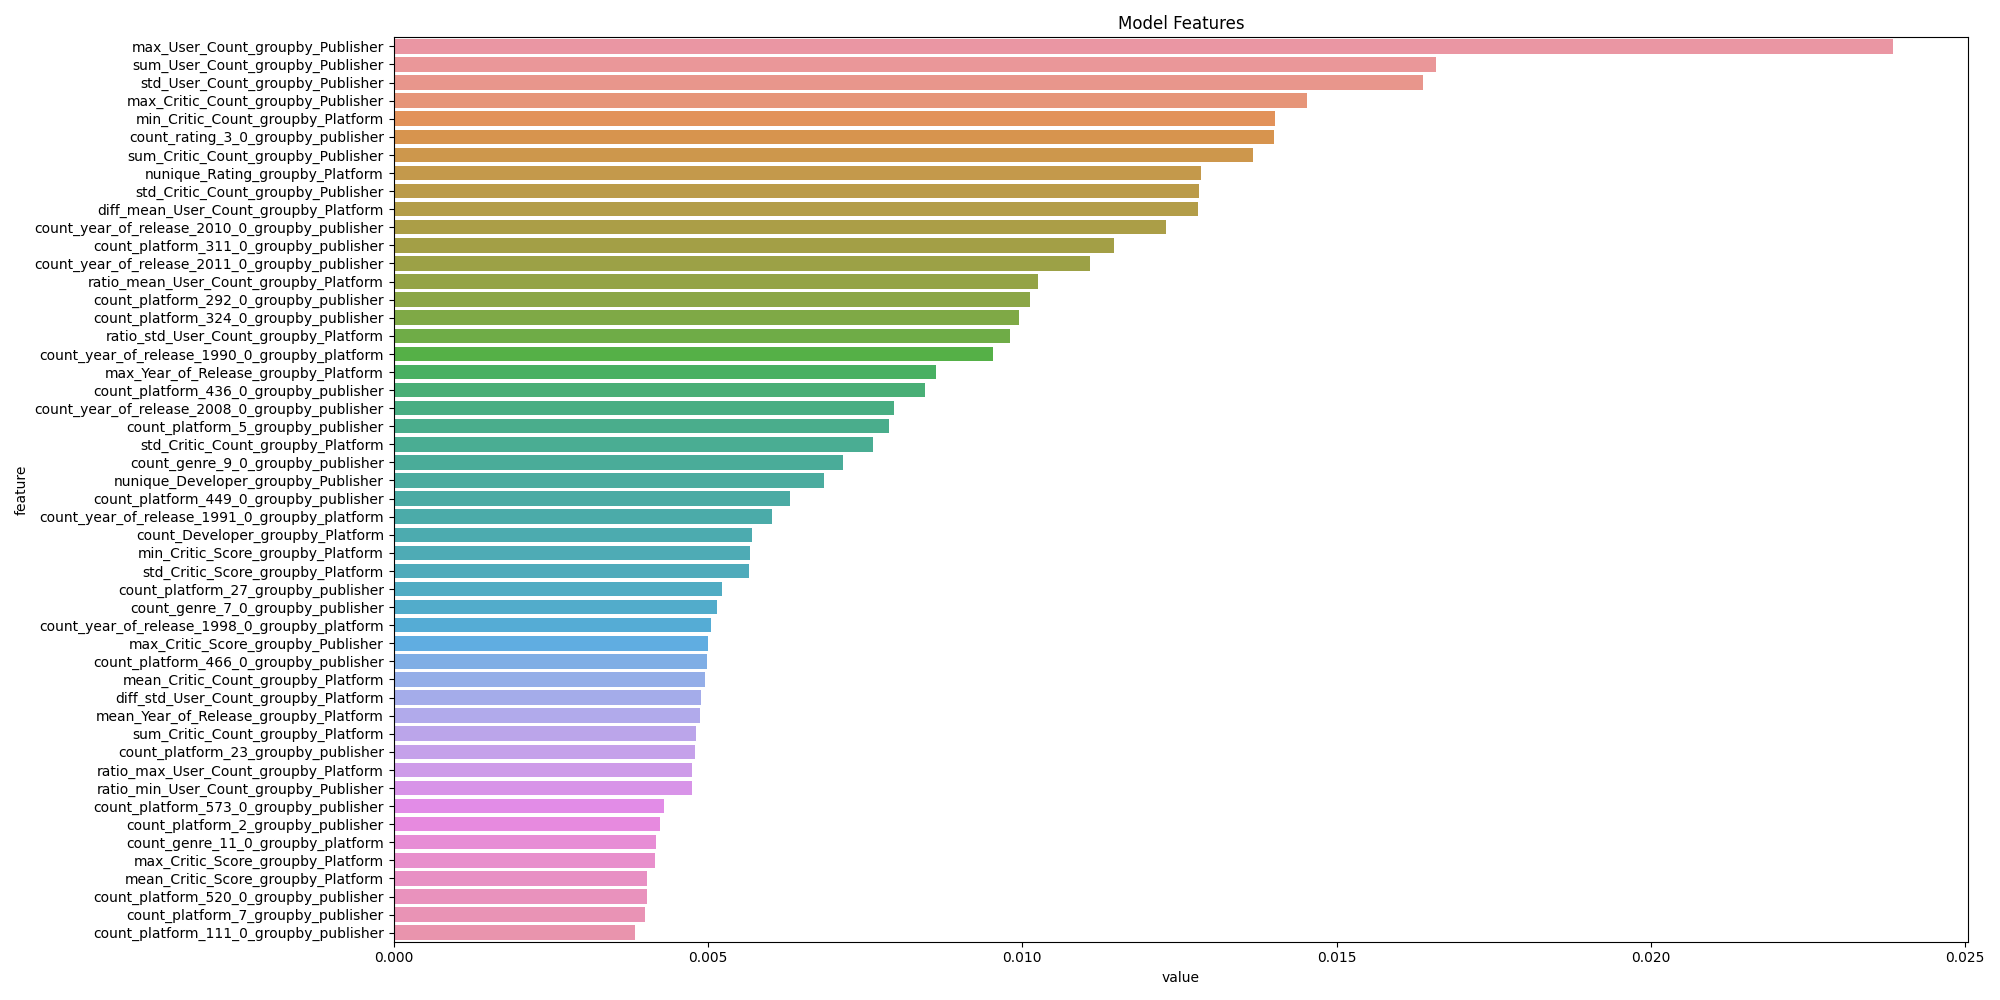 Model Features
max_User_Count_groupby_Publisher
sum_User_Count_groupby_Publisher
std_User_Count_groupby_Publisher
max_Critic_Count_groupby_Publisher
min_Critic_Count_groupby_Platform
count_rating_3_0_groupby_publisher
sum_Critic_Count_groupby_Publisher
nunique_Rating_groupby_Platform
std_Critic_Count_groupby_Publisher
diff_mean_User_Count_groupby_Platform
count_year_of_release_2010_0_groupby_publisher
count_platform_311_0_groupby_publisher
count_year_of_release_2011_0_groupby_publisher
ratio_mean_User_Count_groupby_Platform
count_platform_292_0_groupby_publisher
count_platform_324_0_groupby_publisher
ratio_std_User_Count_groupby_Platform
count_year_of_release_1990_0_groupby_platform
max_Year_of_Release_groupby_Platform
count_platform_436_0_groupby_publisher
count_year_of_release_2008_0_groupby_publisher
count_platform_5_groupby_publisher
std_Critic_Count_groupby_Platform
count_genre_9_0_groupby_publisher
nunique_Developer_groupby_Publisher
count_platform_449_0_groupby_publisher
count_year_of_release_1991_0_groupby_platform
count_Developer_groupby_Platform
min_Critic_Score_groupby_Platform
std_Critic_Score_groupby_Platform
count_platform_27_groupby_publisher
count_genre_7_0_groupby_publisher
count_year_of_release_1998_0_groupby_platform
max_Critic_Score_groupby_Publisher
count_platform_466_0_groupby_publisher
mean_Critic_Count_groupby_Platform
diff_std_User_Count_groupby_Platform
mean_Year_of_Release_groupby_Platform
sum_Critic_Count_groupby_Platform
count_platform_23_groupby_publisher
ratio_max_User_Count_groupby_Platform
ratio_min_User_Count_groupby_Publisher
count_platform_573_0_groupby_publisher
count_platform_2_groupby_publisher
count_genre_11_0_groupby_platform
max_Critic_Score_groupby_Platform
mean_Critic_Score_groupby_Platform
count_platform_520_0_groupby_publisher
count_platform_7_groupby_publisher
count_platform_111_0_groupby_publisher
feature
0.000 0.005 0.010 0.015 0.020 0.025
value